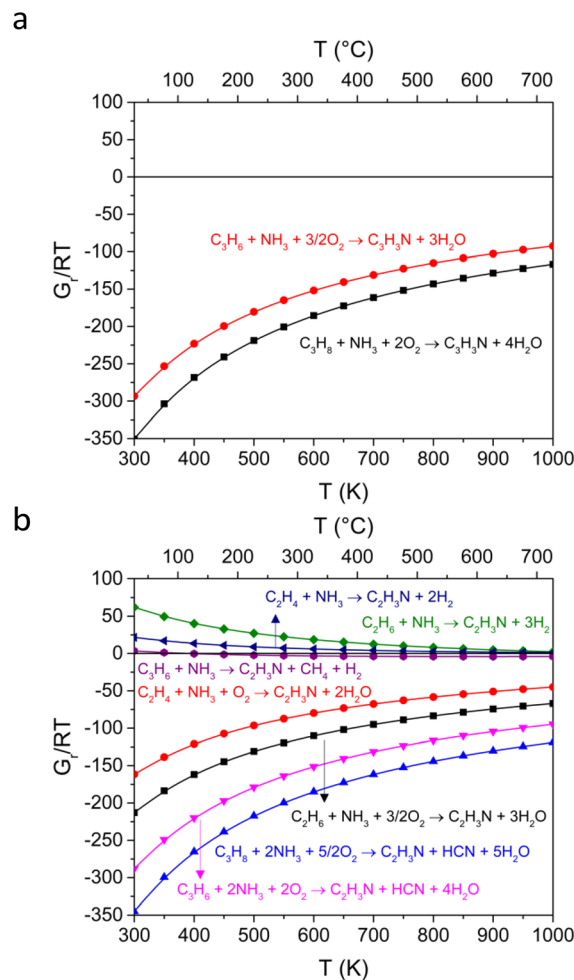 a
T (°C)
100 200 300 400 500 600 700
100
50
0
-50
-100
-150
-200
-250
-300
-350
G_r/RT
C₃H₆ + NH₃ + 3/2O₂ → C₃H₃N + 3H₂O
C₃H₈ + NH₃ + 2O₂ → C₃H₃N + 4H₂O
300 400 500 600 700 800 900 1000
T (K)
b
T (°C)
100 200 300 400 500 600 700
100
50
0
-50
-100
-150
-200
-250
-300
-350
G_r/RT
C₂H₄ + NH₃ → C₂H₃N + 2H₂
C₂H₆ + NH₃ → C₂H₃N + 3H₂
C₃H₆ + NH₃ → C₂H₃N + CH₄ + H₂
C₂H₄ + NH₃ + O₂ → C₂H₃N + 2H₂O
C₂H₆ + NH₃ + 3/2O₂ → C₂H₃N + 3H₂O
C₃H₈ + 2NH₃ + 5/2O₂ → C₂H₃N + HCN + 5H₂O
C₃H₆ + 2NH₃ + 2O₂ → C₂H₃N + HCN + 4H₂O
300 400 500 600 700 800 900 1000
T (K)